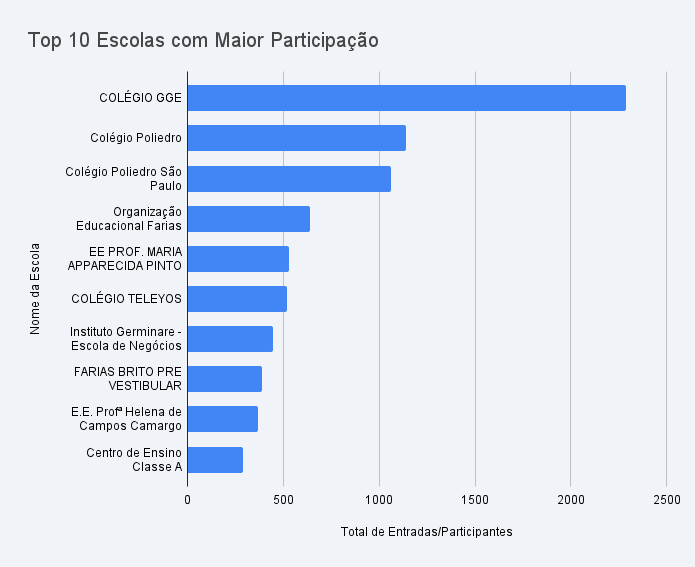 Top 10 Escolas com Maior Participação
Nome da Escola
COLÉGIO GGE
Colégio Poliedro
Colégio Poliedro São
Paulo
Organização
Educacional Farias
EE PROF. MARIA
APPARECIDA PINTO
COLÉGIO TELEYOS
Instituto Germinare -
Escola de Negócios
FARIAS BRITO PRE
VESTIBULAR
E.E. Profª Helena de
Campos Camargo
Centro de Ensino
Classe A
0 500 1000 1500 2000 2500
Total de Entradas/Participantes